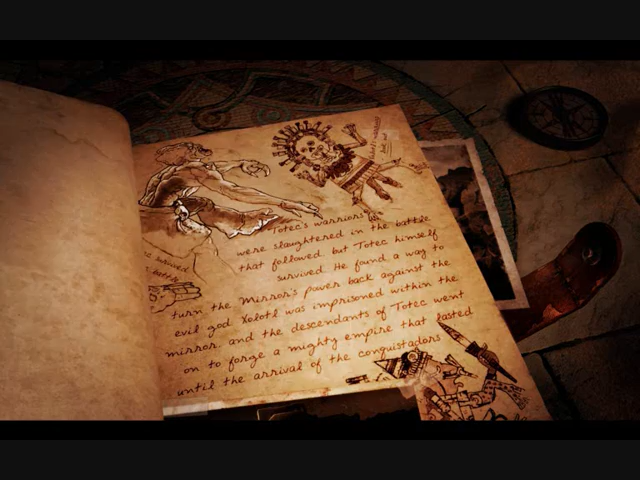 Totec's warriors
were slaughtered in the battle
that followed, but Totec himself
survived. He found a way to
turn the Mirror's power back against the
evil god. Xolotl was imprisoned within the
mirror, and the descendants of Totec went
on to forge a mighty empire that lasted
until the arrival of the conquistadors
survived